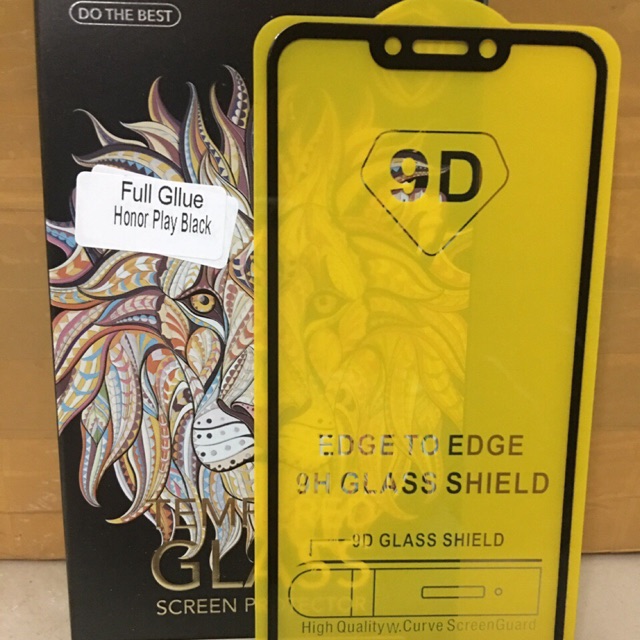 DO THE BEST
Full Gllue
Honor Play Black
9D
EDGE TO EDGE
9H GLASS SHIELD
9D GLASS SHIELD
High Quality w.Curve ScreenGuard
TEMPERED
GLASS
SCREEN PROTECTOR